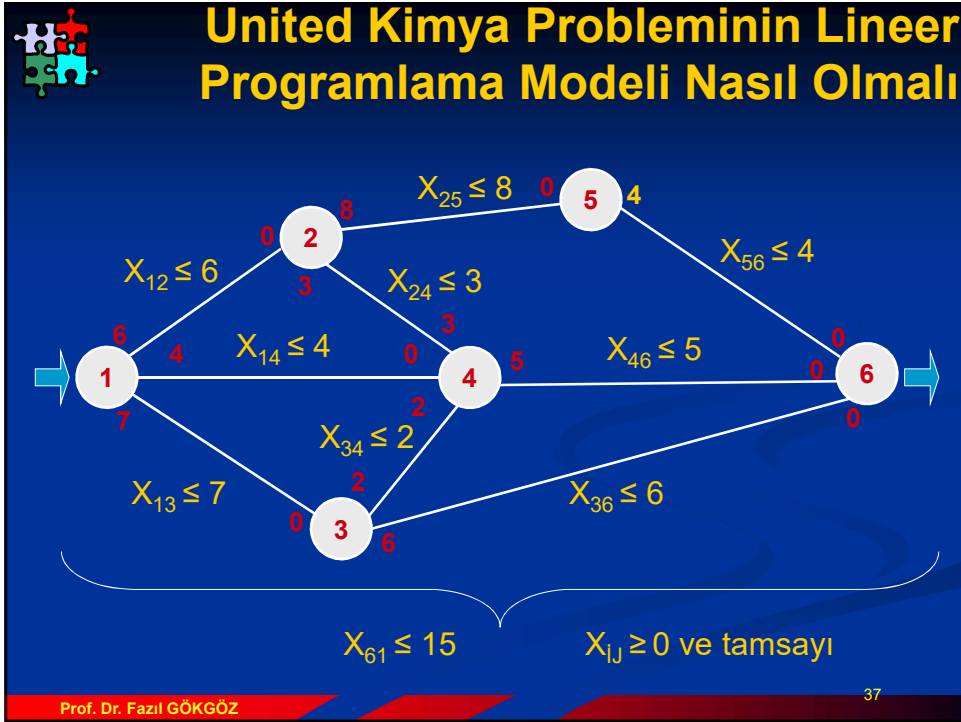 United Kimya Probleminin Lineer
Programlama Modeli Nasıl Olmalı
X₂₅ ≤ 8
0
5
4
8
0
2
3
X₁₂ ≤ 6
X₂₄ ≤ 3
X₅₆ ≤ 4
6
4
X₁₄ ≤ 4
3
0
5
X₄₆ ≤ 5
0
0
1
4
6
7
2
0
X₃₄ ≤ 2
2
X₁₃ ≤ 7
X₃₆ ≤ 6
0
3
6
X₆₁ ≤ 15
Xİⱼ ≥ 0 ve tamsayı
Prof. Dr. Fazıl GÖKGÖZ
37